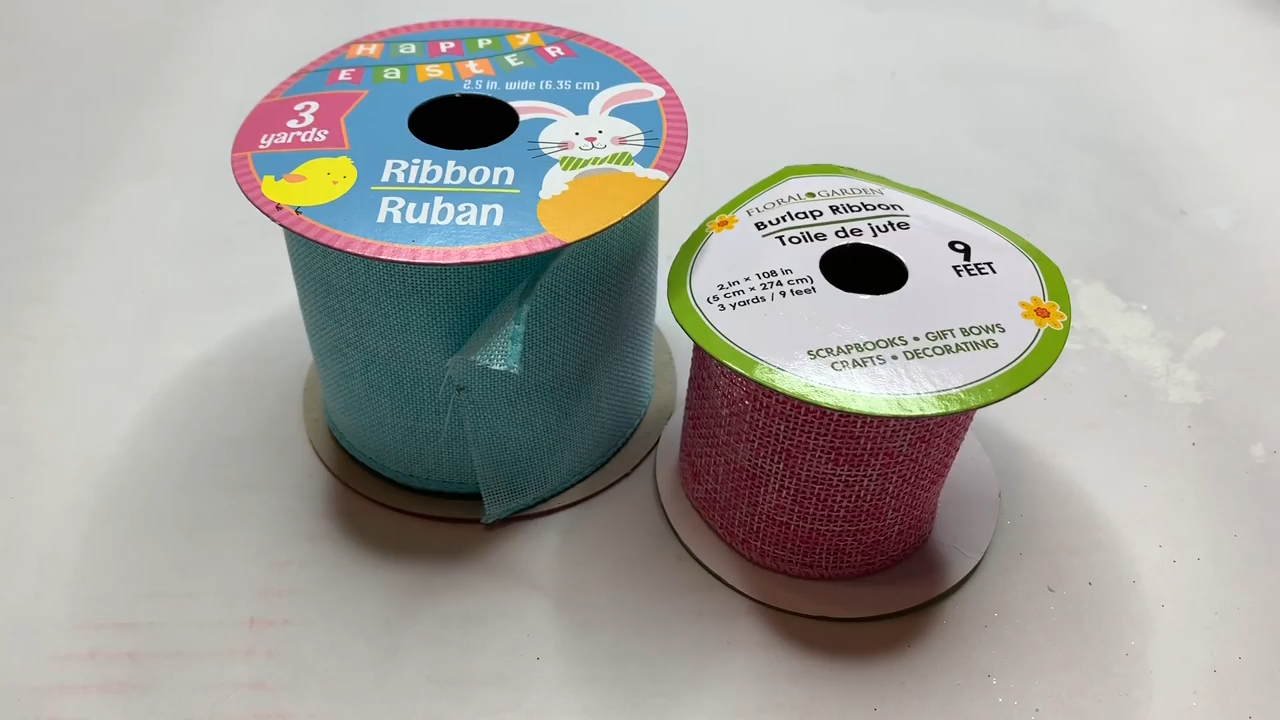 Happy
Easter
2.5 in. wide (6.35 cm)
3
yards
Ribbon
Ruban
FLORAL GARDEN
Burlap Ribbon
Toile de jute
9
FEET
2 in × 108 in
(5 cm × 274 cm)
3 yards / 9 feet
SCRAPBOOKS • GIFT BOWS
CRAFTS • DECORATING